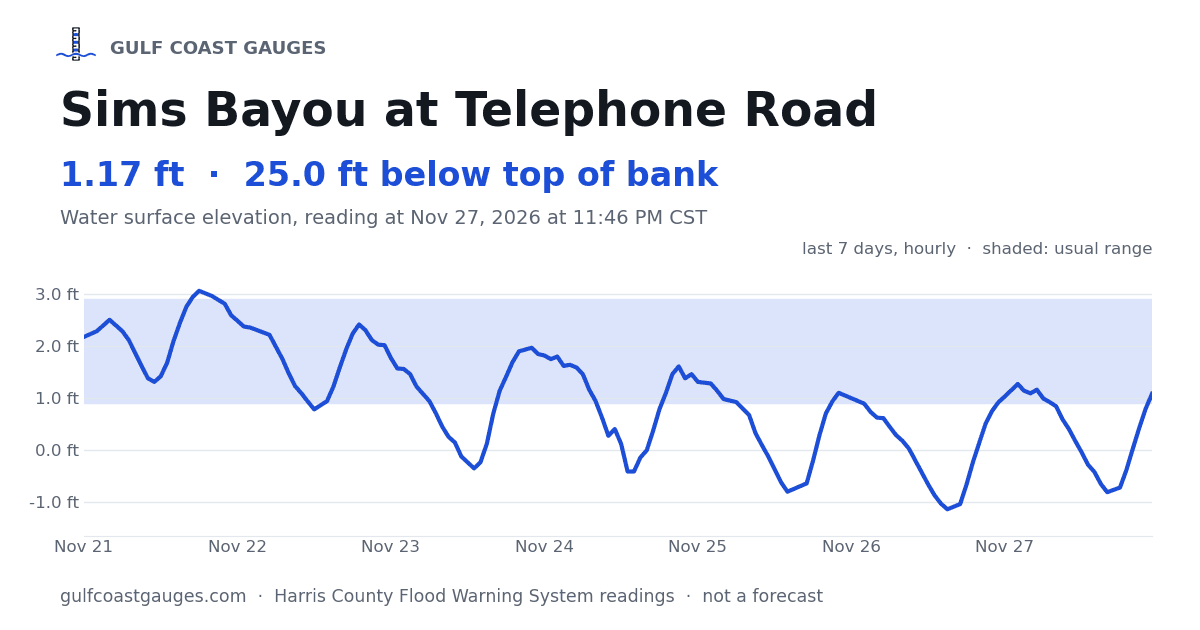 GULF COAST GAUGES
Sims Bayou at Telephone Road
1.17 ft · 25.0 ft below top of bank
Water surface elevation, reading at Nov 27, 2026 at 11:46 PM CST
last 7 days, hourly · shaded: usual range
3.0 ft
2.0 ft
1.0 ft
0.0 ft
-1.0 ft
Nov 21 Nov 22 Nov 23 Nov 24 Nov 25 Nov 26 Nov 27
gulfcoastgauges.com · Harris County Flood Warning System readings · not a forecast